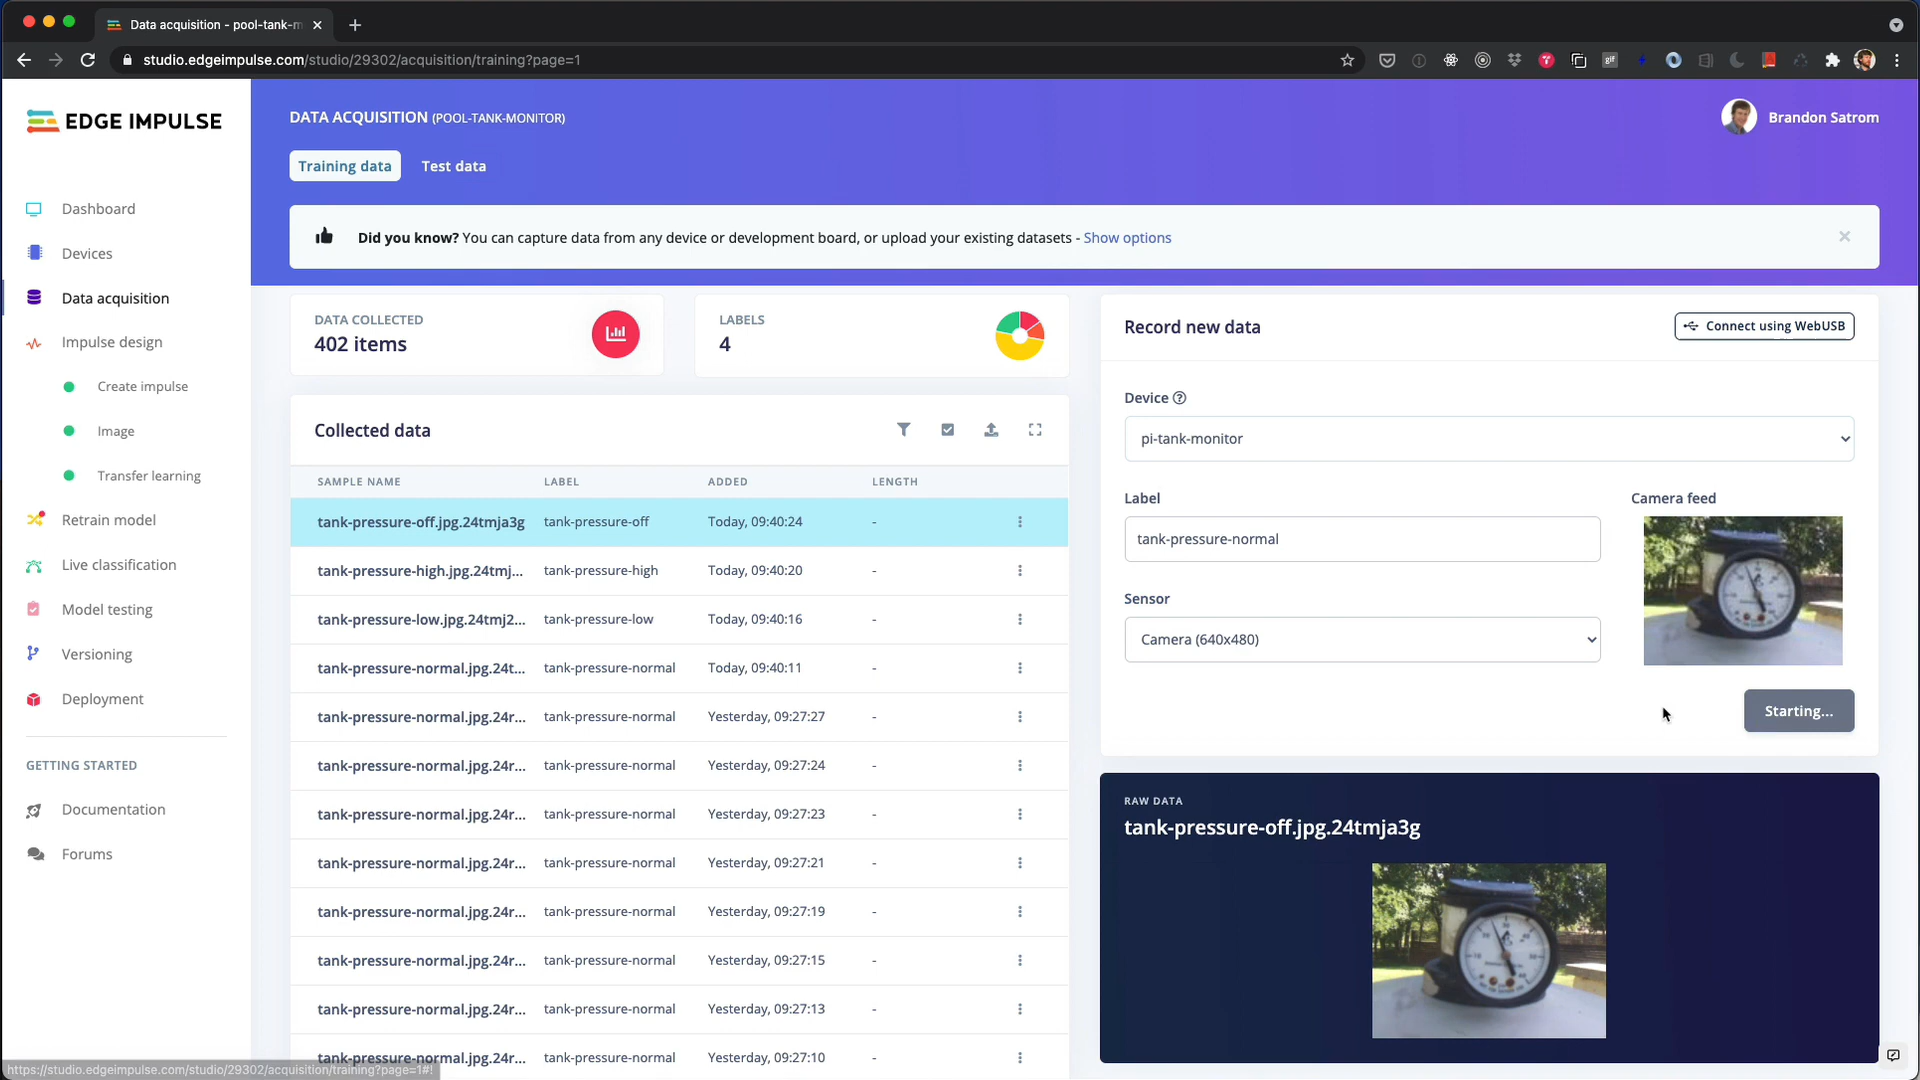 Data acquisition - pool-tank-m
studio.edgeimpulse.com/studio/29302/acquisition/training?page=1
gif
EDGE IMPULSE
Dashboard
Devices
Data acquisition
Impulse design
Create impulse
Image
Transfer learning
Retrain model
Live classification
Model testing
Versioning
Deployment
GETTING STARTED
Documentation
Forums
https://studio.edgeimpulse.com/studio/29302/acquisition/training?page=1#!
DATA ACQUISITION (POOL-TANK-MONITOR)
Brandon Satrom
Training data
Test data
Did you know? You can capture data from any device or development board, or upload your existing datasets - Show options
DATA COLLECTED
402 items
LABELS
4
Collected data
SAMPLE NAME LABEL ADDED LENGTH
tank-pressure-off.jpg.24tmja3g tank-pressure-off Today, 09:40:24 -
tank-pressure-high.jpg.24tmj... tank-pressure-high Today, 09:40:20 -
tank-pressure-low.jpg.24tmj2... tank-pressure-low Today, 09:40:16 -
tank-pressure-normal.jpg.24t... tank-pressure-normal Today, 09:40:11 -
tank-pressure-normal.jpg.24r... tank-pressure-normal Yesterday, 09:27:27 -
tank-pressure-normal.jpg.24r... tank-pressure-normal Yesterday, 09:27:24 -
tank-pressure-normal.jpg.24r... tank-pressure-normal Yesterday, 09:27:23 -
tank-pressure-normal.jpg.24r... tank-pressure-normal Yesterday, 09:27:21 -
tank-pressure-normal.jpg.24r... tank-pressure-normal Yesterday, 09:27:19 -
tank-pressure-normal.jpg.24r... tank-pressure-normal Yesterday, 09:27:15 -
tank-pressure-normal.jpg.24r... tank-pressure-normal Yesterday, 09:27:13 -
tank-pressure-normal.jpg.24r... tank-pressure-normal Yesterday, 09:27:10 -
Record new data
Connect using WebUSB
Device
pi-tank-monitor
Label
tank-pressure-normal
Camera feed
Sensor
Camera (640x480)
Starting...
RAW DATA
tank-pressure-off.jpg.24tmja3g